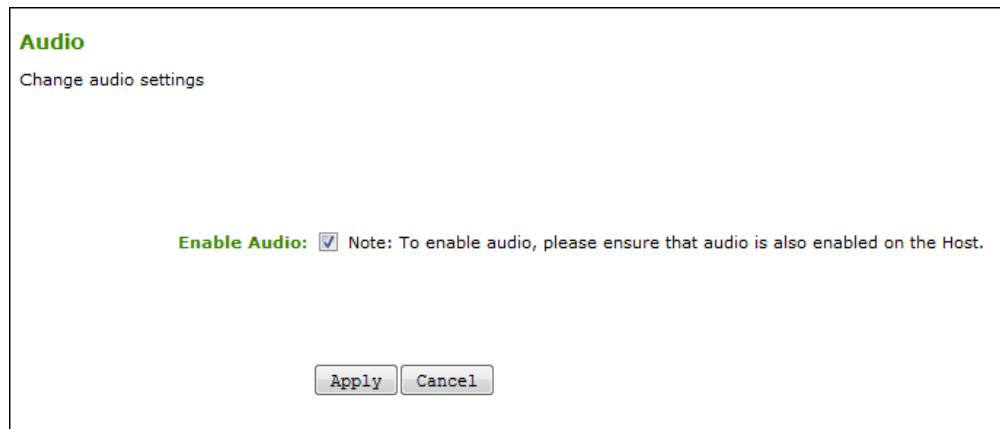 Audio
Change audio settings
Enable Audio: Note: To enable audio, please ensure that audio is also enabled on the Host.
Apply Cancel